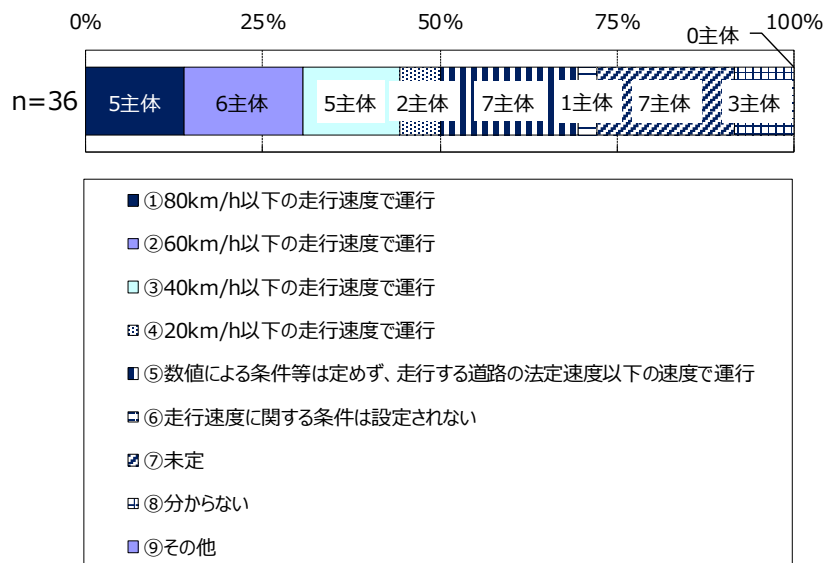 0% 25% 50% 75% 100%
0主体
n=36 5主体 6主体 5主体 2主体 7主体 1主体 7主体 3主体
①80km/h以下の走行速度で運行
②60km/h以下の走行速度で運行
③40km/h以下の走行速度で運行
④20km/h以下の走行速度で運行
⑤数値による条件等は定めず、走行する道路の法定速度以下の速度で運行
⑥走行速度に関する条件は設定されない
⑦未定
⑧分からない
⑨その他